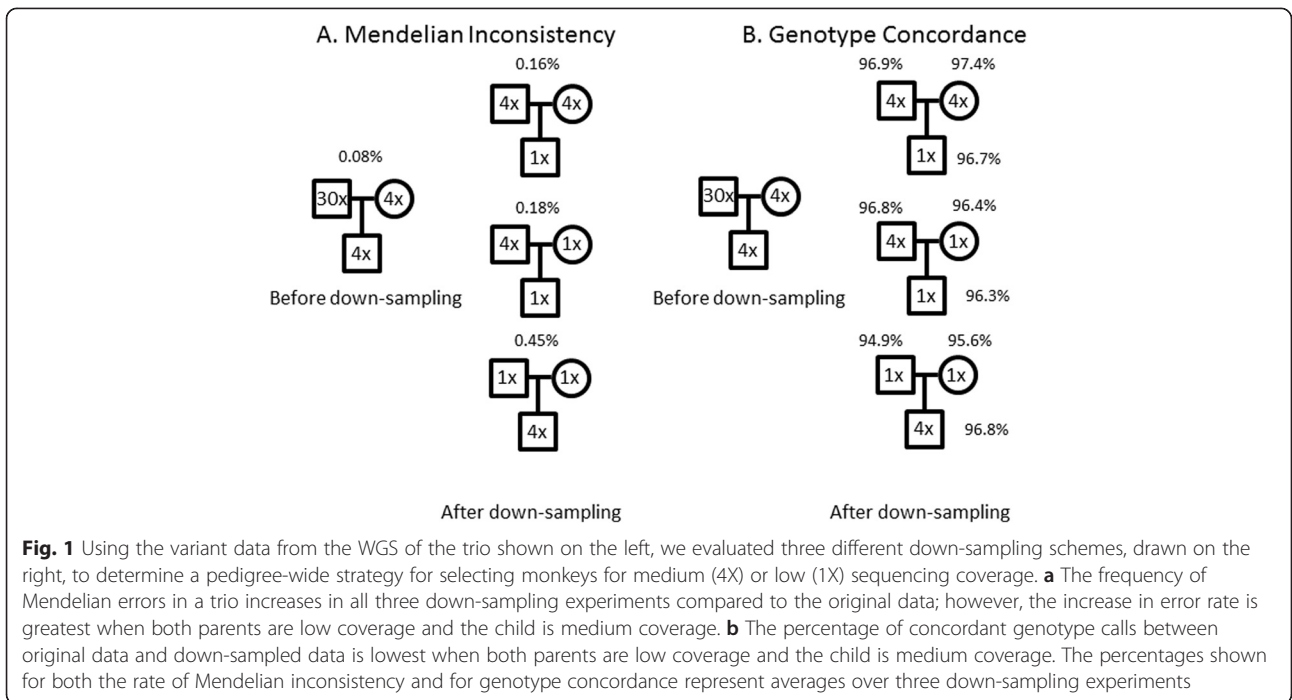 A. Mendelian Inconsistency
0.16%
4x 4x
1x
0.08%
30x 4x
4x
Before down-sampling
0.18%
4x 1x
1x
0.45%
1x 1x
4x
After down-sampling
B. Genotype Concordance
96.9% 97.4%
4x 4x
1x 96.7%
30x 4x
4x
Before down-sampling
96.8% 96.4%
4x 1x
1x 96.3%
94.9% 95.6%
1x 1x
4x 96.8%
After down-sampling
Fig. 1 Using the variant data from the WGS of the trio shown on the left, we evaluated three different down-sampling schemes, drawn on the
right, to determine a pedigree-wide strategy for selecting monkeys for medium (4X) or low (1X) sequencing coverage. a The frequency of
Mendelian errors in a trio increases in all three down-sampling experiments compared to the original data; however, the increase in error rate is
greatest when both parents are low coverage and the child is medium coverage. b The percentage of concordant genotype calls between
original data and down-sampled data is lowest when both parents are low coverage and the child is medium coverage. The percentages shown
for both the rate of Mendelian inconsistency and for genotype concordance represent averages over three down-sampling experiments